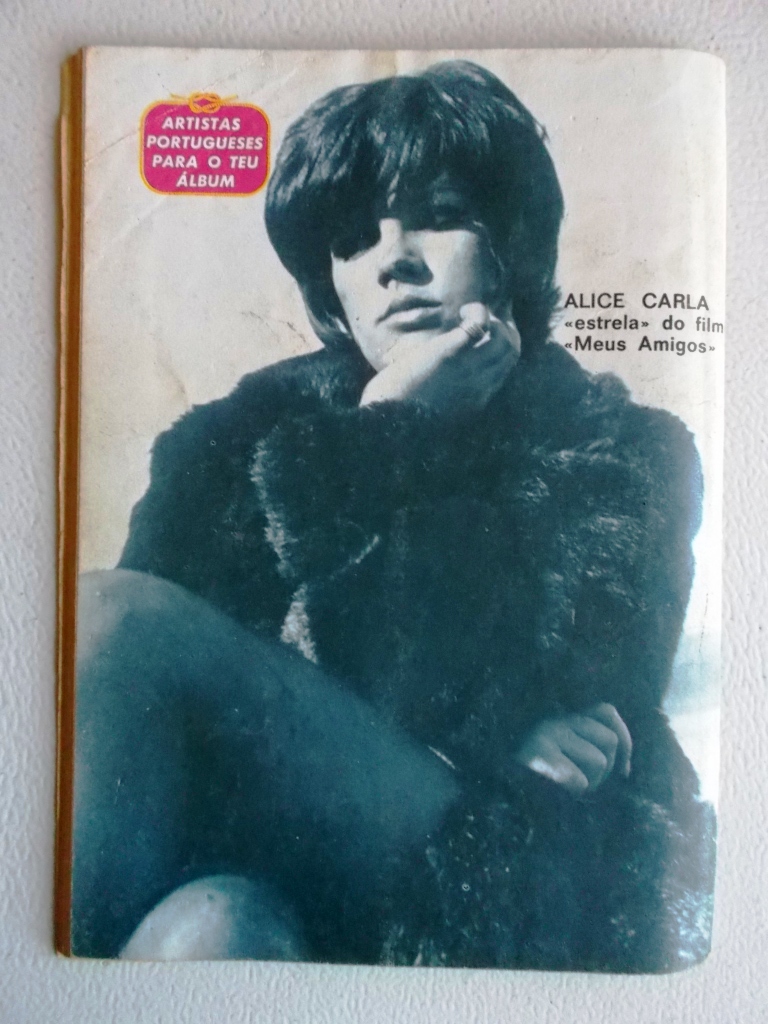 ARTISTAS
PORTUGUESES
PARA O TEU
ÁLBUM
ALICE CARLA
«estrela» do film
«Meus Amigos»